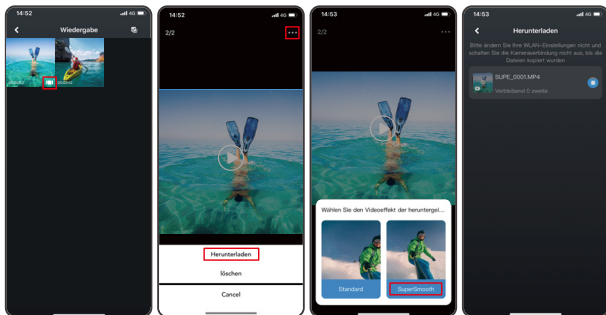 14:52
4G
Wiedergabe
14:52
4G
2/2
Herunterladen
löschen
Cancel
14:53
4G
2/2
Wählen Sie den Videoeffekt der heruntergel...
Standard
SuperSmooth
14:53
4G
Herunterladen
Bitte ändern Sie Ihre WLAN-Einstellungen nicht und
schalten Sie die Kameraverbindung nicht aus, bis die
Dateien kopiert wurden
SUPE_0001.MP4
Verbleibend 0 zweite